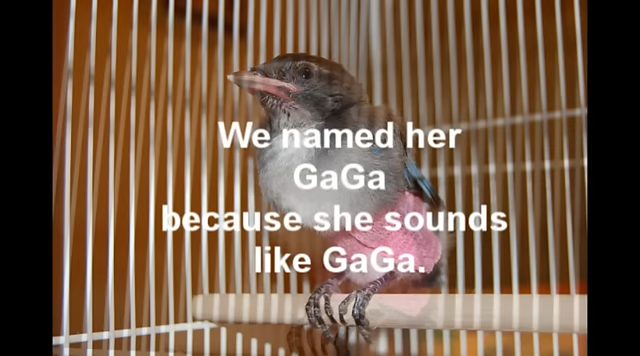 We named her
GaGa
because she sounds
like GaGa.